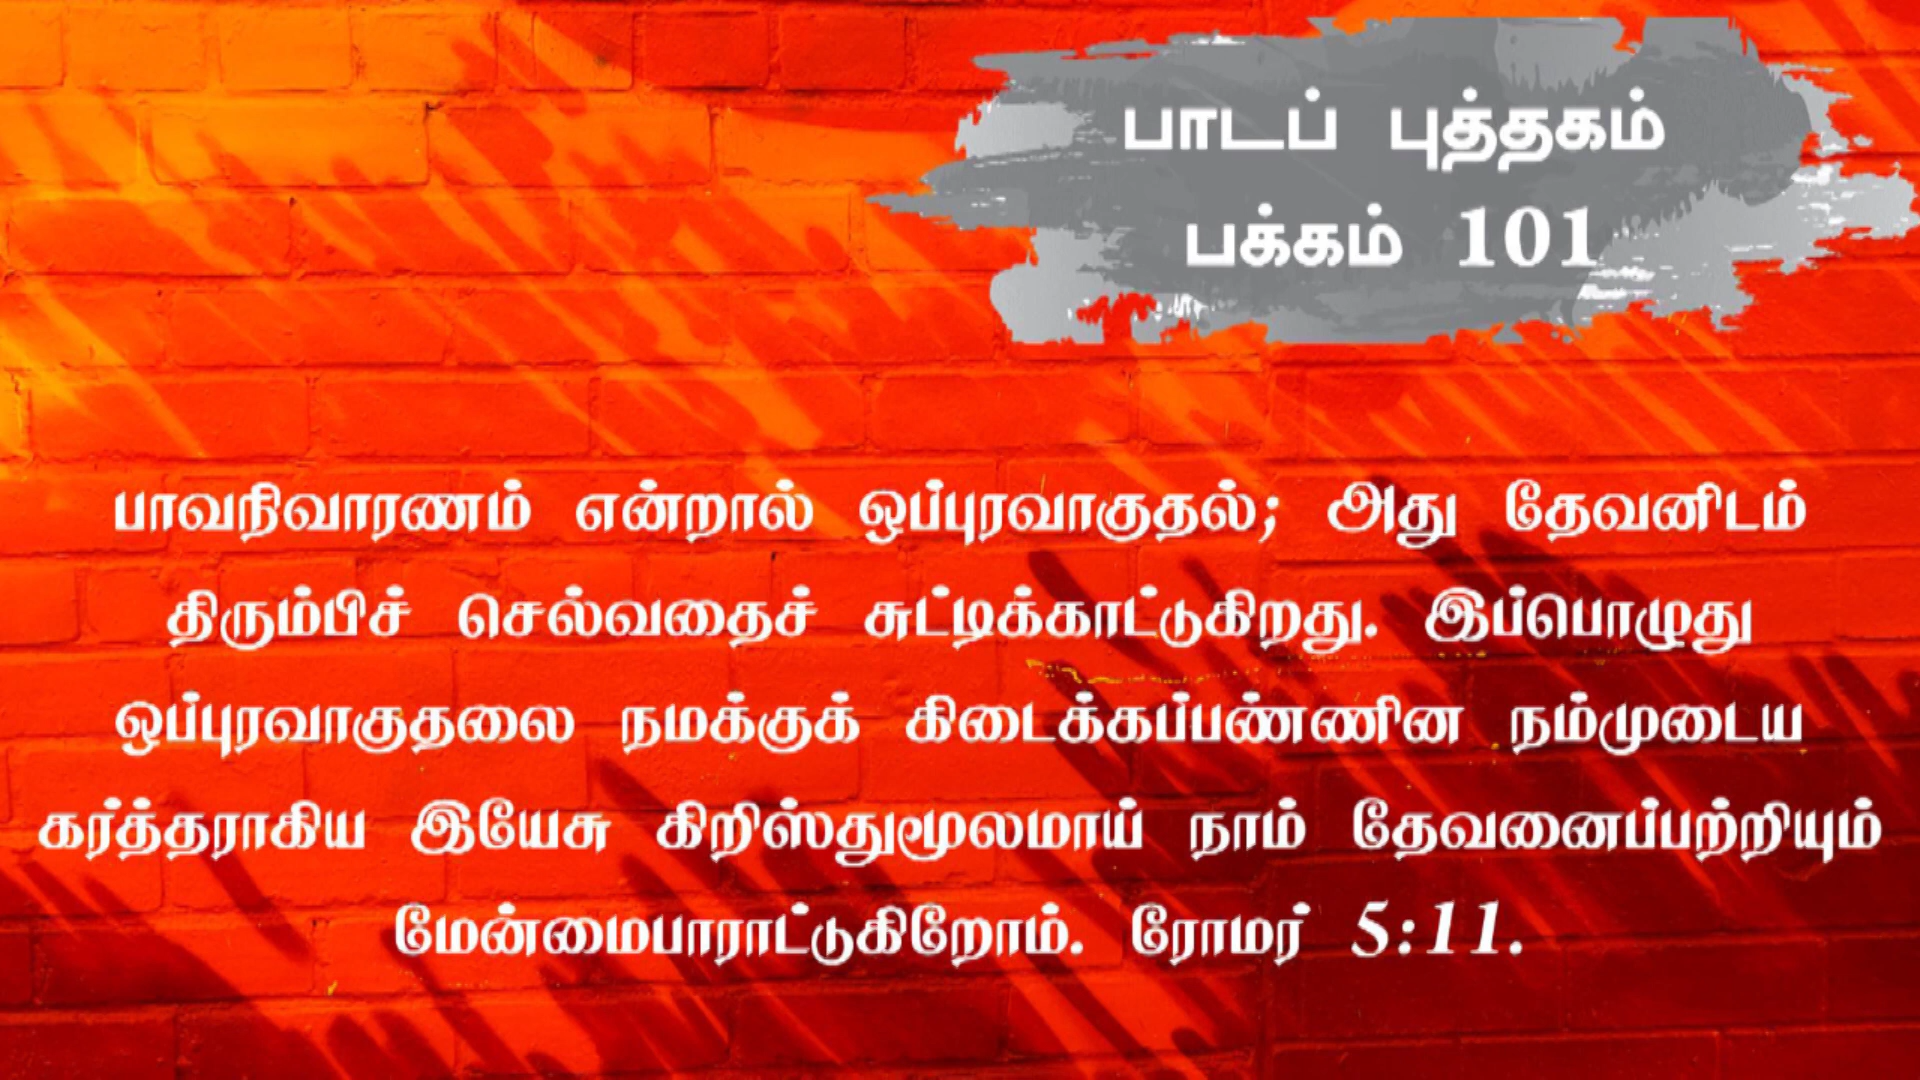 பாடப் புத்தகம்
பக்கம் 101
பாவநிவாரணம் என்றால் ஒப்புரவாகுதல்; அது தேவனிடம்
திரும்பிச் செல்வதைச் சுட்டிக்காட்டுகிறது. இப்பொழுது
ஒப்புரவாகுதலை நமக்குக் கிடைக்கப்பண்ணின நம்முடைய
கர்த்தராகிய இயேசு கிறிஸ்துமூலமாய் நாம் தேவனைப்பற்றியும்
மேன்மைபாராட்டுகிறோம். ரோமர் 5:11.